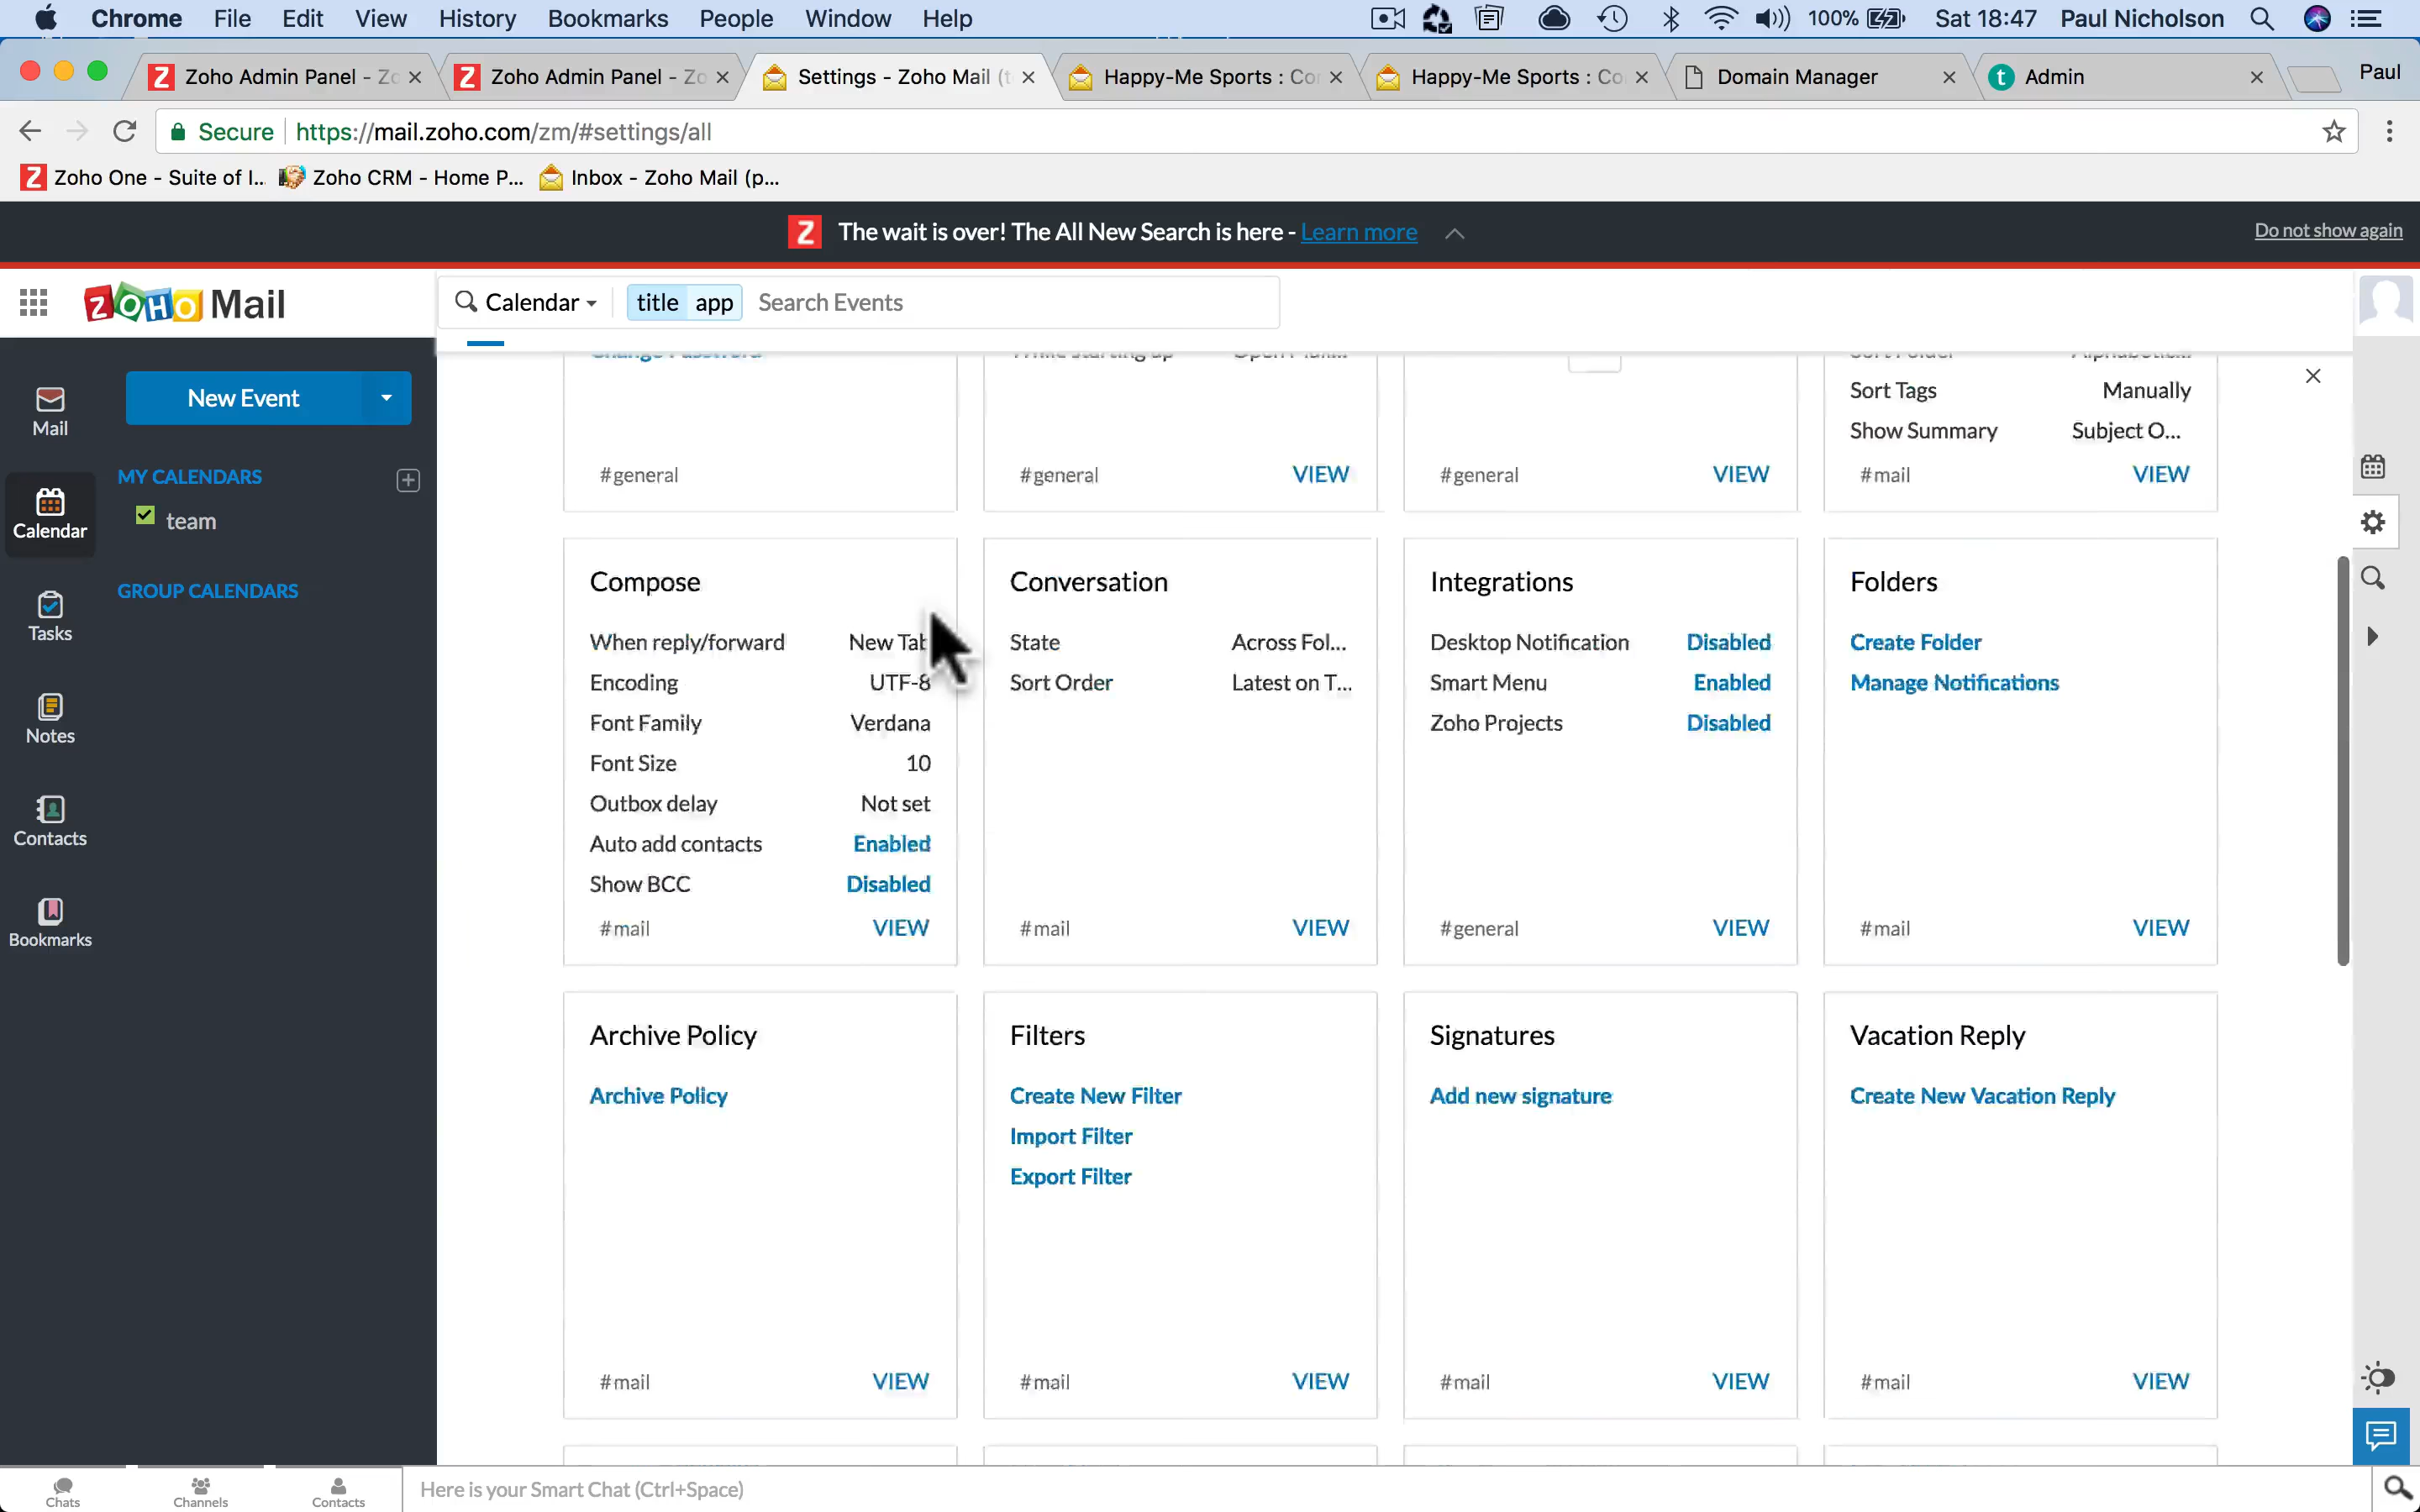 Chrome File Edit View History Bookmarks People Window Help 100% Sat 18:47 Paul Nicholson
Zoho Admin Panel - Zo Zoho Admin Panel - Zo Settings - Zoho Mail (t Happy-Me Sports : Co Happy-Me Sports : Co Domain Manager Admin Paul
Secure https://mail.zoho.com/zm/#settings/all
Zoho One - Suite of I... Zoho CRM - Home P... Inbox - Zoho Mail (p...
The wait is over! The All New Search is here - Learn more Do not show again
ZOHO Mail Calendar title app Search Events
New Event
Mail
Calendar
Tasks
Notes
Contacts
Bookmarks
MY CALENDARS
team
GROUP CALENDARS
Change Password
#general
While starting up
#general VIEW
#general VIEW
Sort Folder
Sort Tags Manually
Show Summary Subject O...
#mail VIEW
Compose
When reply/forward New Tab
Encoding UTF-8
Font Family Verdana
Font Size 10
Outbox delay Not set
Auto add contacts Enabled
Show BCC Disabled
#mail VIEW
Conversation
State Across Fol...
Sort Order Latest on T...
#mail VIEW
Integrations
Desktop Notification Disabled
Smart Menu Enabled
Zoho Projects Disabled
#general VIEW
Folders
Create Folder
Manage Notifications
#mail VIEW
Archive Policy
Archive Policy
#mail VIEW
Filters
Create New Filter
Import Filter
Export Filter
#mail VIEW
Signatures
Add new signature
#mail VIEW
Vacation Reply
Create New Vacation Reply
#mail VIEW
Chats Channels Contacts Here is your Smart Chat (Ctrl+Space)